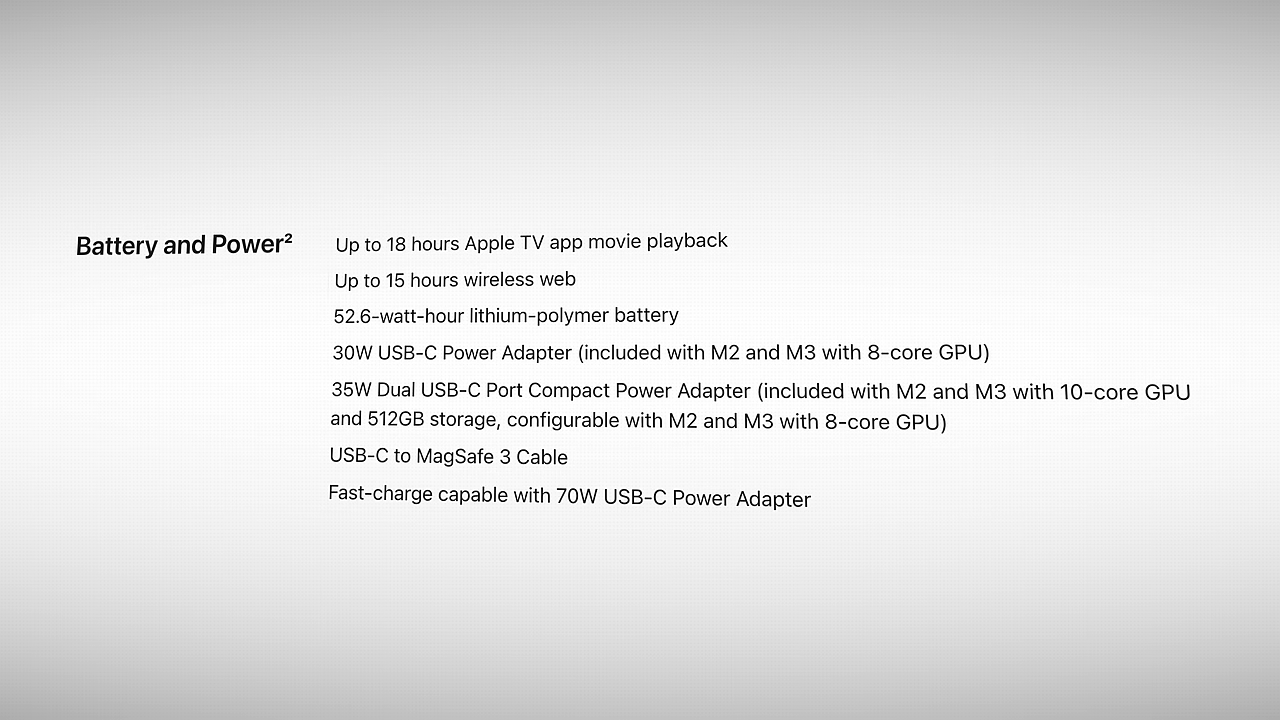 Battery and Power²
Up to 18 hours Apple TV app movie playback
Up to 15 hours wireless web
52.6-watt-hour lithium-polymer battery
30W USB-C Power Adapter (included with M2 and M3 with 8-core GPU)
35W Dual USB-C Port Compact Power Adapter (included with M2 and M3 with 10-core GPU
and 512GB storage, configurable with M2 and M3 with 8-core GPU)
USB-C to MagSafe 3 Cable
Fast-charge capable with 70W USB-C Power Adapter